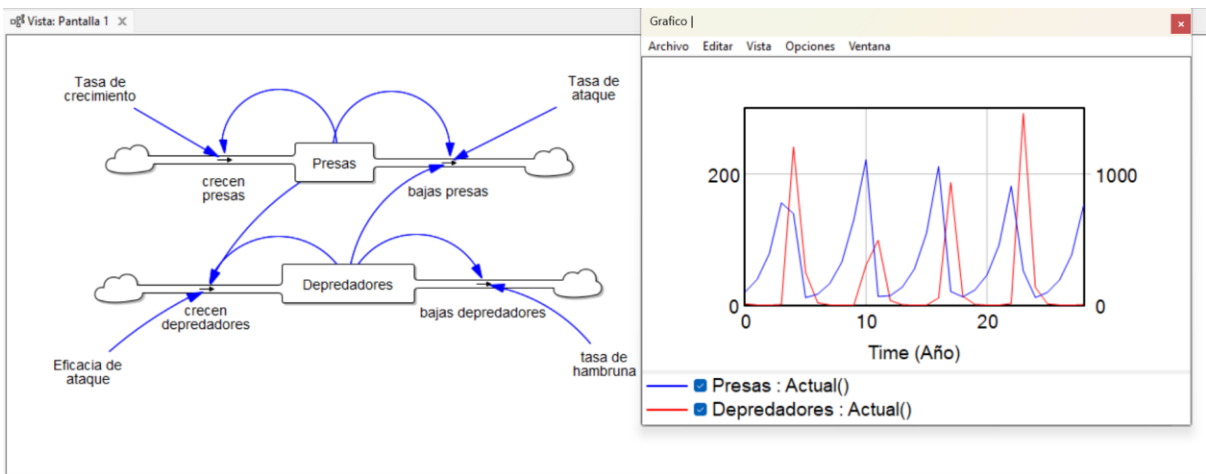 Vista: Pantalla 1
Tasa de
crecimiento
Tasa de
ataque
Presas
crecen
presas
bajas presas
Depredadores
crecen
depredadores
bajas depredadores
Eficacia de
ataque
tasa de
hambruna
Grafico |
Archivo Editar Vista Opciones Ventana
200
1000
0
0
0
10
20
Time (Año)
Presas : Actual()
Depredadores : Actual()